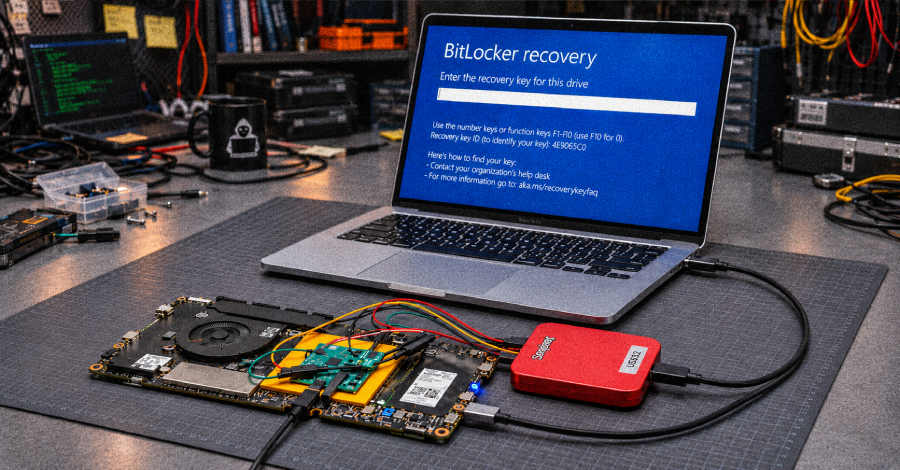 BitLocker recovery
Enter the recovery key for this drive
Use the number keys or function keys F1-F10 (use F10 for 0).
Recovery key ID (to identify your key): 4E9065C0
Here's how to find your key:
- Contact your organization's help desk
- For more information go to: aka.ms/recoverykeyfaq